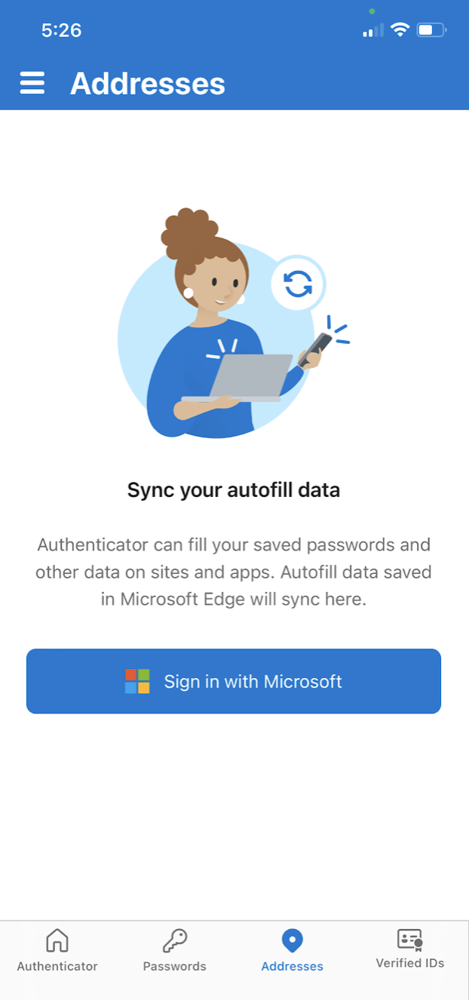 5:26
Addresses
Sync your autofill data
Authenticator can fill your saved passwords and
other data on sites and apps. Autofill data saved
in Microsoft Edge will sync here.
Sign in with Microsoft
Authenticator
Passwords
Addresses
Verified IDs